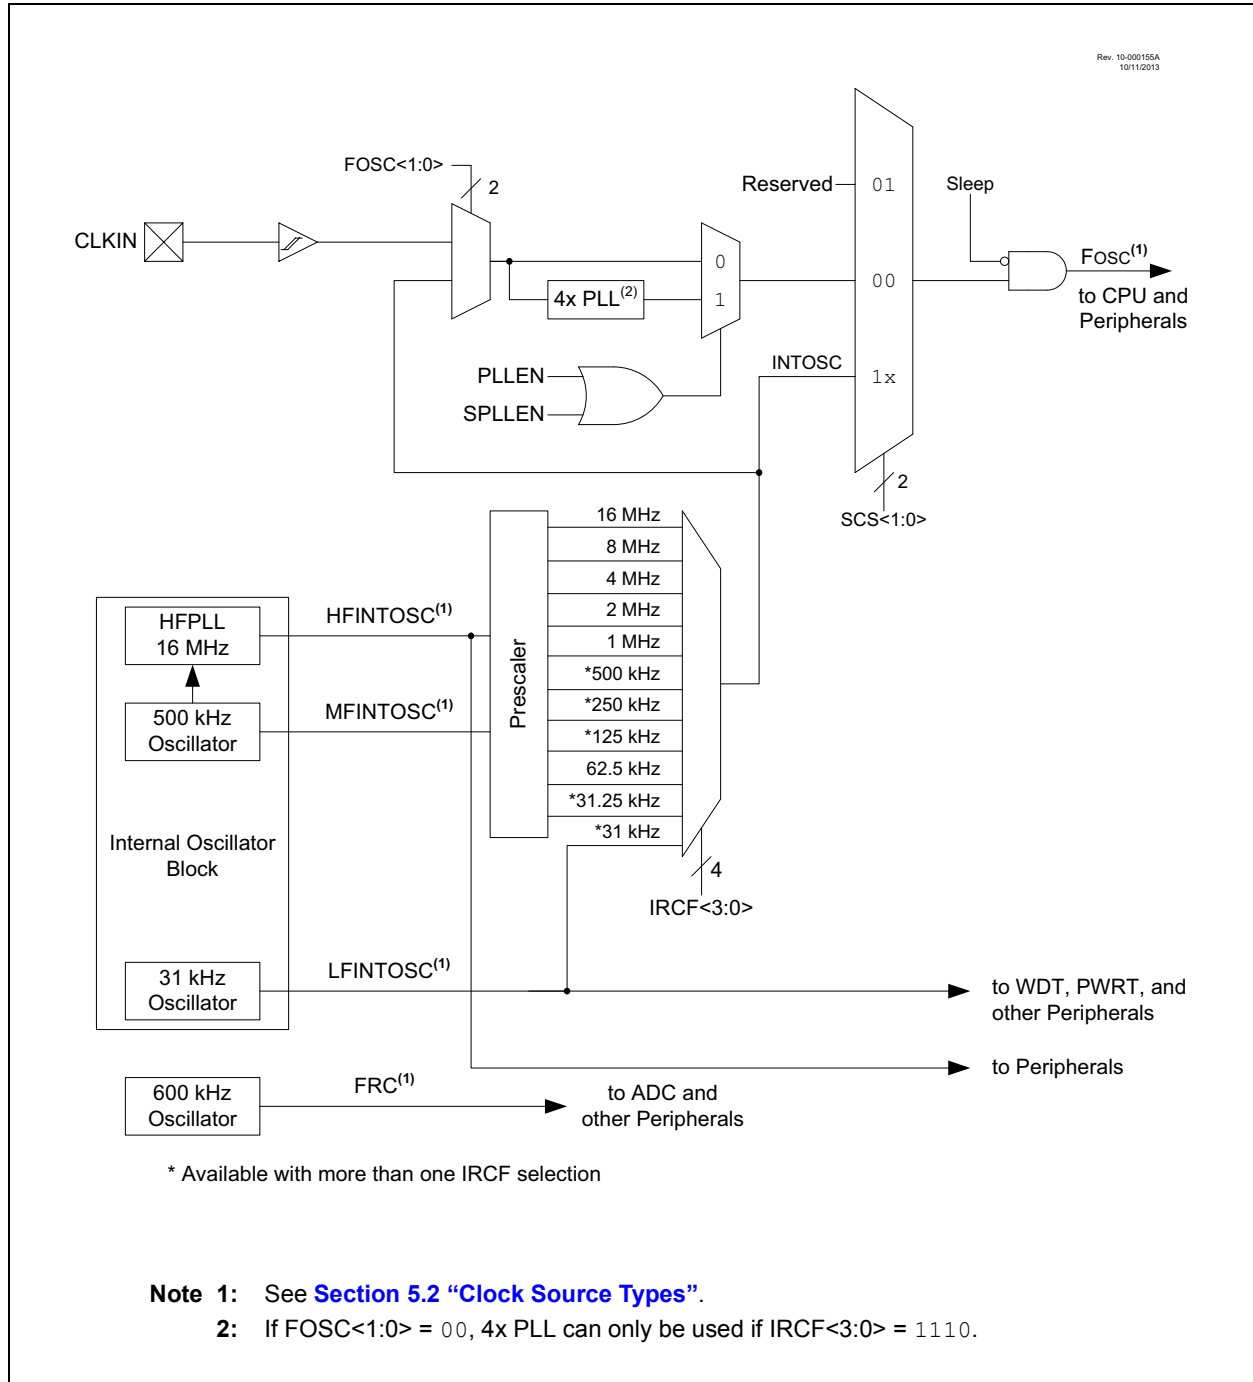 Rev. 10-000155A
10/11/2013
FOSC<1:0>
2
Reserved
01
Sleep
CLKIN
0
FOSC(1)
4x PLL(2)
1
00
to CPU and
Peripherals
PLLEN
INTOSC
1x
SPLLEN
2
SCS<1:0>
16 MHz
8 MHz
4 MHz
2 MHz
1 MHz
*500 kHz
*250 kHz
*125 kHz
62.5 kHz
*31.25 kHz
*31 kHz
HFPLL
16 MHz
HFINTOSC(1)
Prescaler
500 kHz
Oscillator
MFINTOSC(1)
Internal Oscillator
Block
4
IRCF<3:0>
31 kHz
Oscillator
LFINTOSC(1)
to WDT, PWRT, and
other Peripherals
to Peripherals
600 kHz
Oscillator
FRC(1)
to ADC and
other Peripherals
* Available with more than one IRCF selection
Note 1: See Section 5.2 “Clock Source Types”.
2: If FOSC<1:0> = 00, 4x PLL can only be used if IRCF<3:0> = 1110.